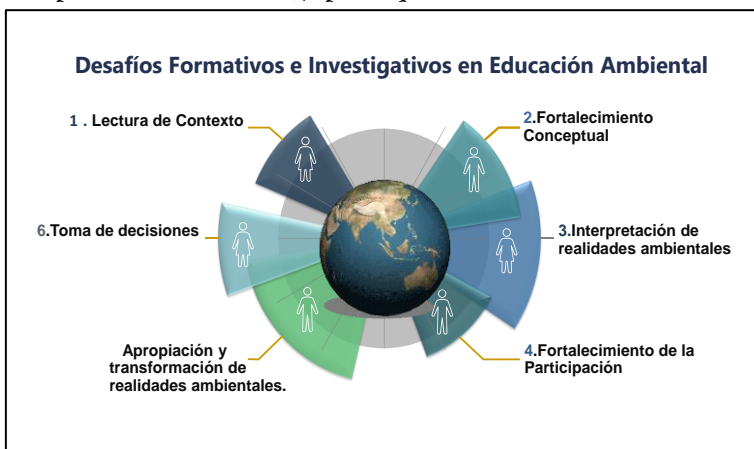 Desafíos Formativos e Investigativos en Educación Ambiental
1 . Lectura de Contexto
2.Fortalecimiento
Conceptual
3.Interpretación de
realidades ambientales
4.Fortalecimiento de la
Participación
Apropiación y
transformación de
realidades ambientales.
6.Toma de decisiones